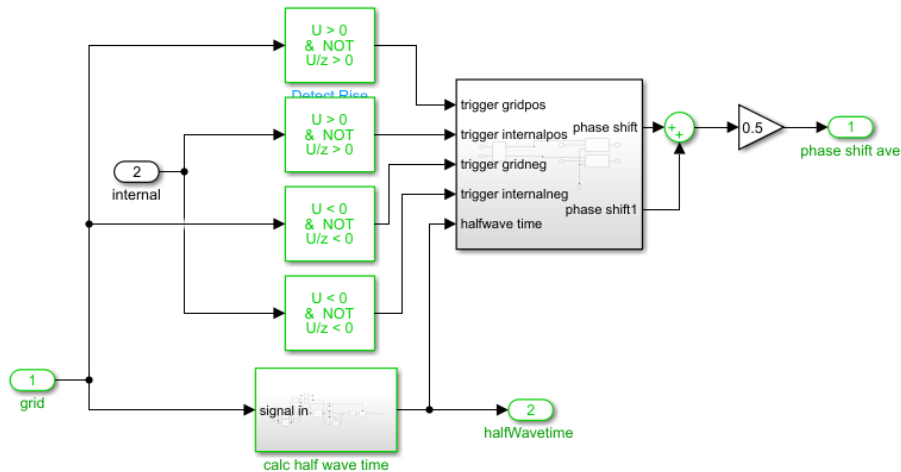 U > 0
& NOT
U/z > 0
Detect Rise
U > 0
& NOT
U/z > 0
2
internal
U < 0
& NOT
U/z < 0
U < 0
& NOT
U/z < 0
trigger gridpos
trigger internalpos
trigger gridneg
trigger internalneg
halfwave time
phase shift
phase shift1
+
+
0.5
1
phase shift ave
1
grid
signal in
calc half wave time
2
halfWavetime